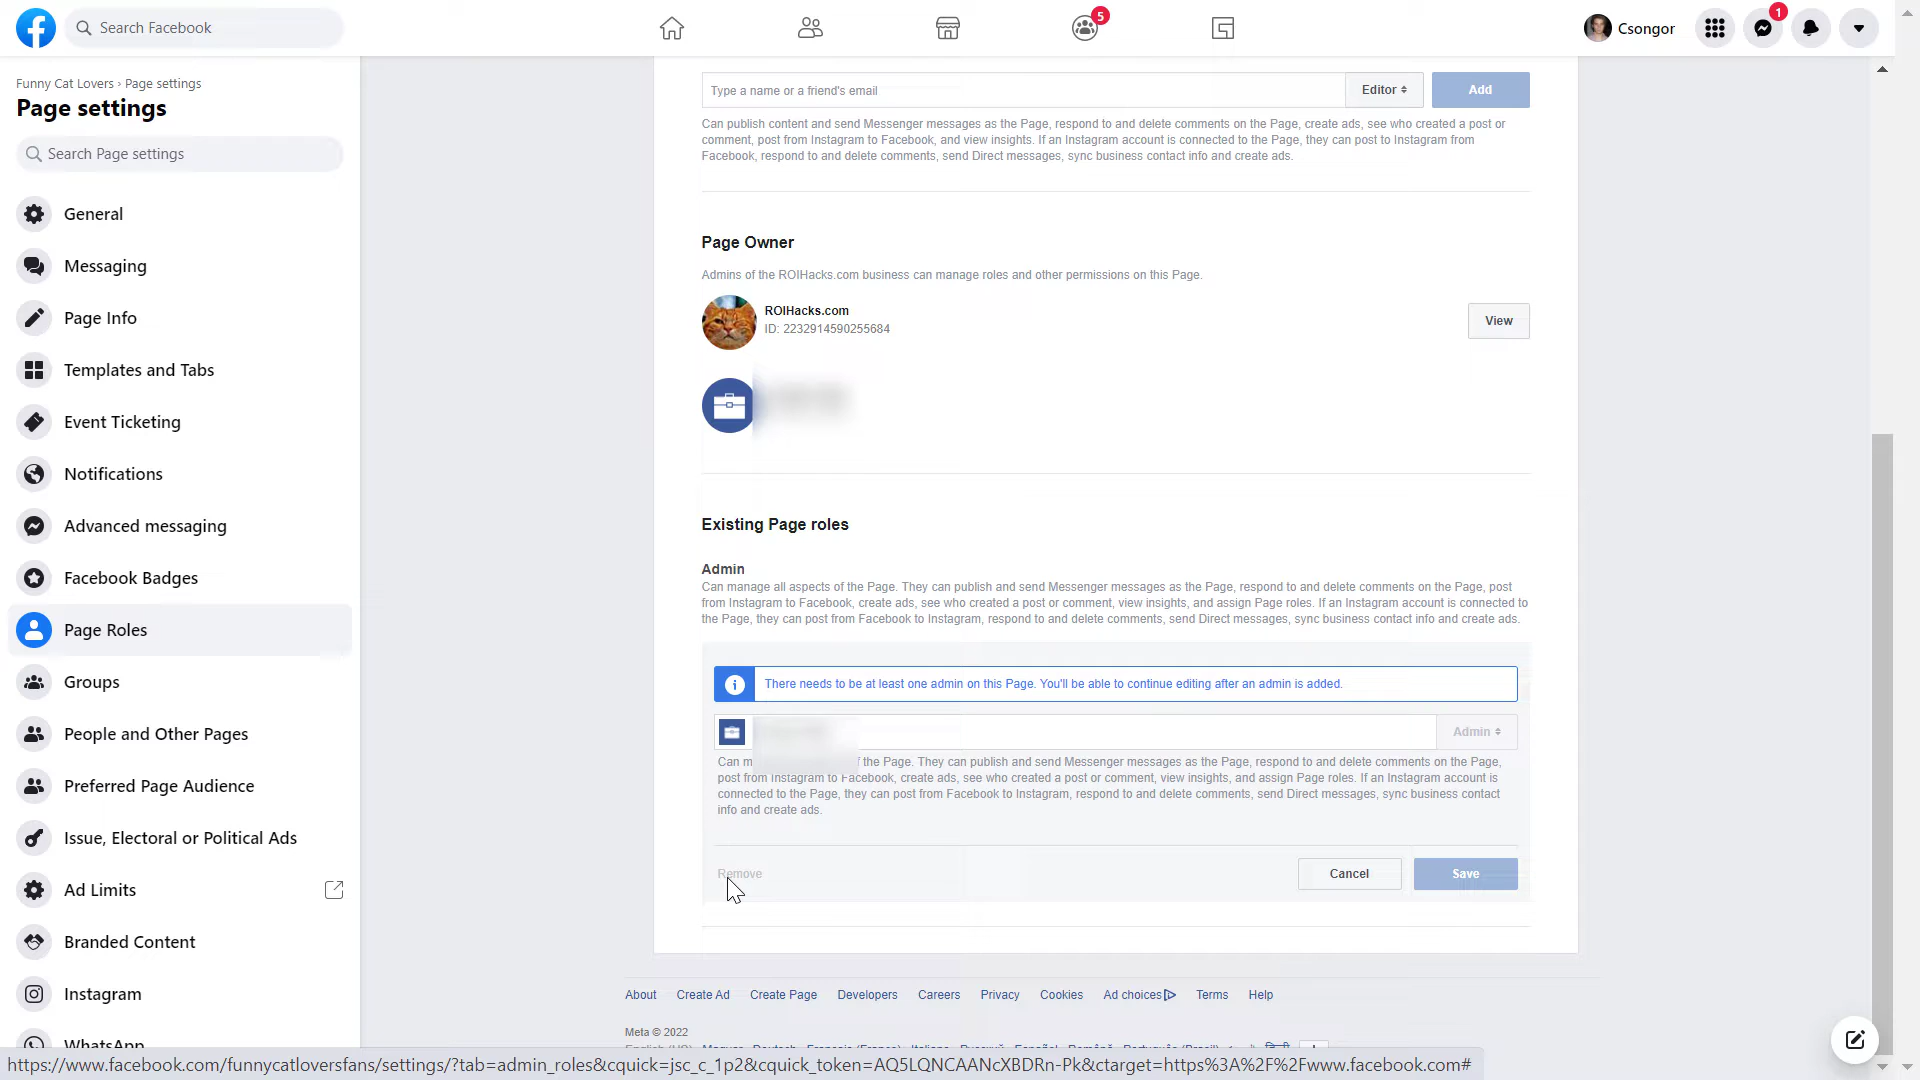 Search Facebook
5
Csongor
1
Funny Cat Lovers › Page settings
Page settings
Search Page settings
General
Messaging
Page Info
Templates and Tabs
Event Ticketing
Notifications
Advanced messaging
Facebook Badges
Page Roles
Groups
People and Other Pages
Preferred Page Audience
Issue, Electoral or Political Ads
Ad Limits
Branded Content
Instagram
WhatsApp
Type a name or a friend's email
Editor
Add
Can publish content and send Messenger messages as the Page, respond to and delete comments on the Page, create ads, see who created a post or
comment, post from Instagram to Facebook, and view insights. If an Instagram account is connected to the Page, they can post to Instagram from
Facebook, respond to and delete comments, send Direct messages, sync business contact info and create ads.
Page Owner
Admins of the ROIHacks.com business can manage roles and other permissions on this Page.
ROIHacks.com
ID: 2232914590255684
View
Existing Page roles
Admin
Can manage all aspects of the Page. They can publish and send Messenger messages as the Page, respond to and delete comments on the Page, post
from Instagram to Facebook, create ads, see who created a post or comment, view insights, and assign Page roles. If an Instagram account is connected to
the Page, they can post from Facebook to Instagram, respond to and delete comments, send Direct messages, sync business contact info and create ads.
There needs to be at least one admin on this Page. You'll be able to continue editing after an admin is added.
Admin
Can m the Page. They can publish and send Messenger messages as the Page, respond to and delete comments on the Page,
post from Instagram to Facebook, create ads, see who created a post or comment, view insights, and assign Page roles. If an Instagram account is
connected to the Page, they can post from Facebook to Instagram, respond to and delete comments, send Direct messages, sync business contact
info and create ads.
Remove
Cancel
Save
About Create Ad Create Page Developers Careers Privacy Cookies Ad choices Terms Help
Meta © 2022
https://www.facebook.com/funnycatloversfans/settings/?tab=admin_roles&cquick=jsc_c_1p2&cquick_token=AQ5LQNCAANcXBDRn-Pk&ctarget=https%3A%2F%2Fwww.facebook.com#